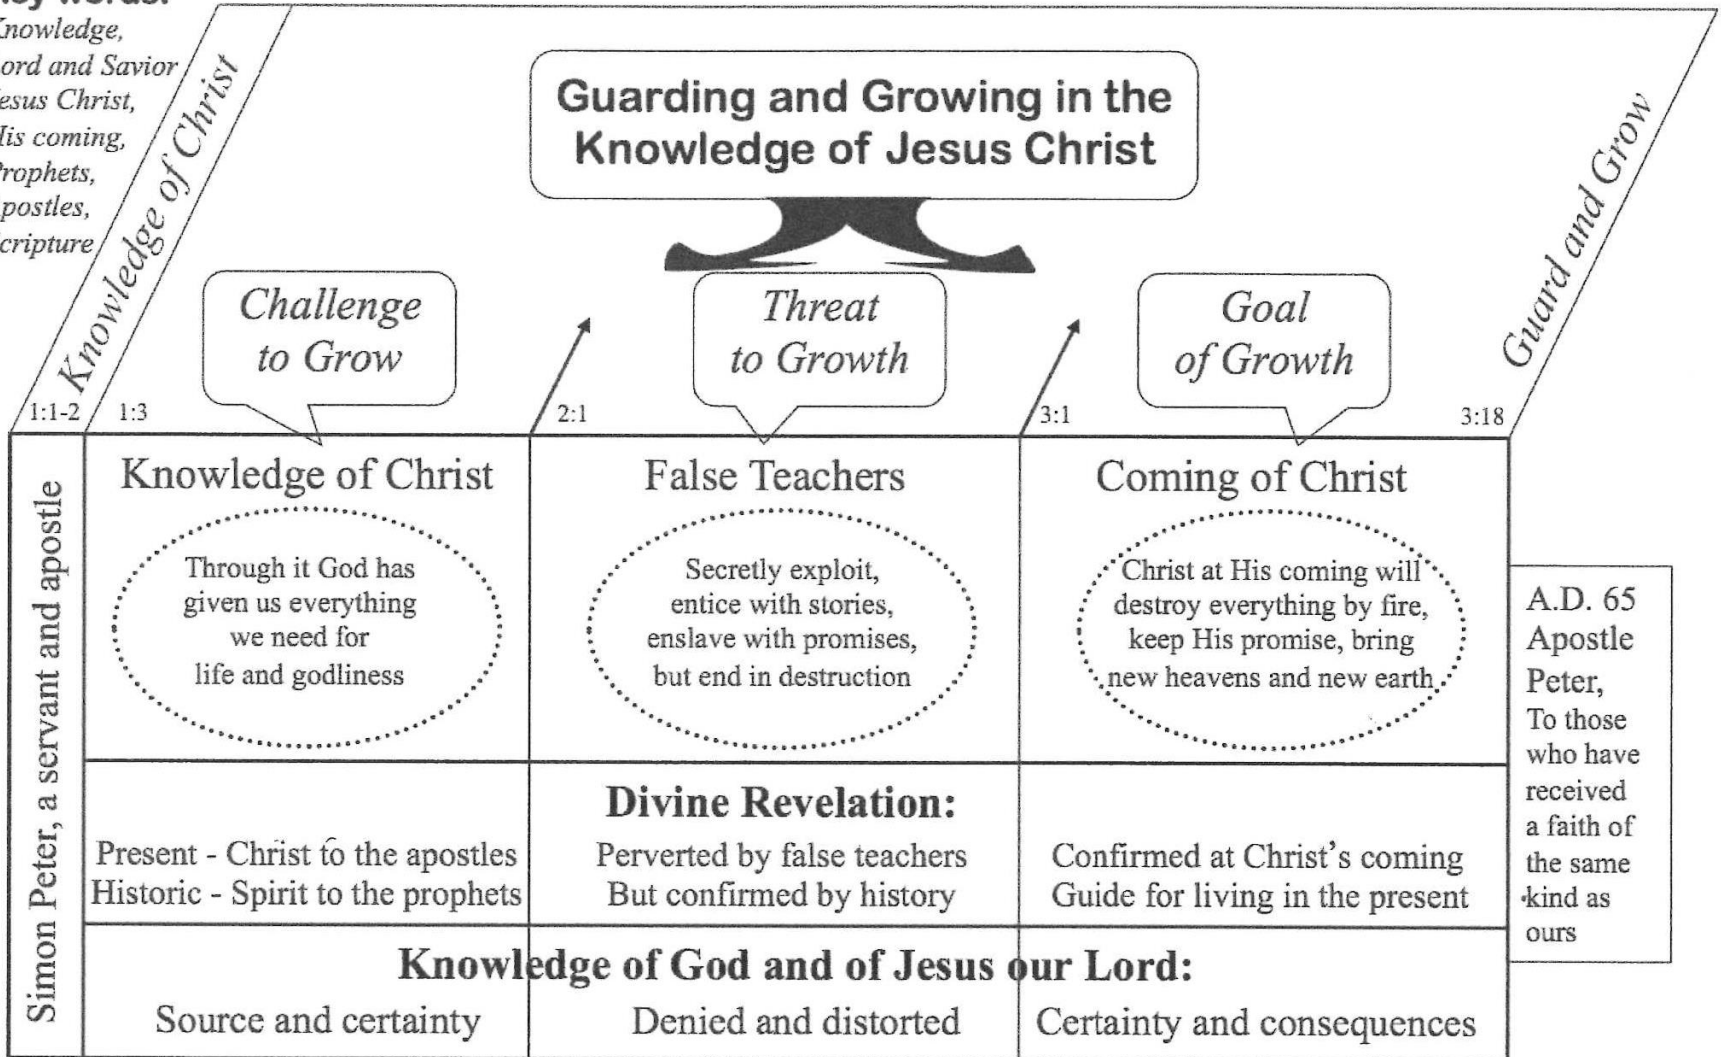 words:
Knowledge,
Lord and Savior
Jesus Christ,
His coming,
Prophets,
Apostles,
Scripture
Knowledge of Christ
Guarding and Growing in the
Knowledge of Jesus Christ
Guard and Grow
Challenge
to Grow
Threat
to Growth
Goal
of Growth
1:1-2
1:3
2:1
3:1
3:18
Simon Peter, a servant and apostle
Knowledge of Christ
Through it God has
given us everything
we need for
life and godliness
False Teachers
Secretly exploit,
entice with stories,
enslave with promises,
but end in destruction
Coming of Christ
Christ at His coming will
destroy everything by fire,
keep His promise, bring
new heavens and new earth
A.D. 65
Apostle
Peter,
To those
who have
received
a faith of
the same
kind as
ours
Divine Revelation:
Present - Christ to the apostles
Historic - Spirit to the prophets
Perverted by false teachers
But confirmed by history
Confirmed at Christ's coming
Guide for living in the present
Knowledge of God and of Jesus our Lord:
Source and certainty
Denied and distorted
Certainty and consequences